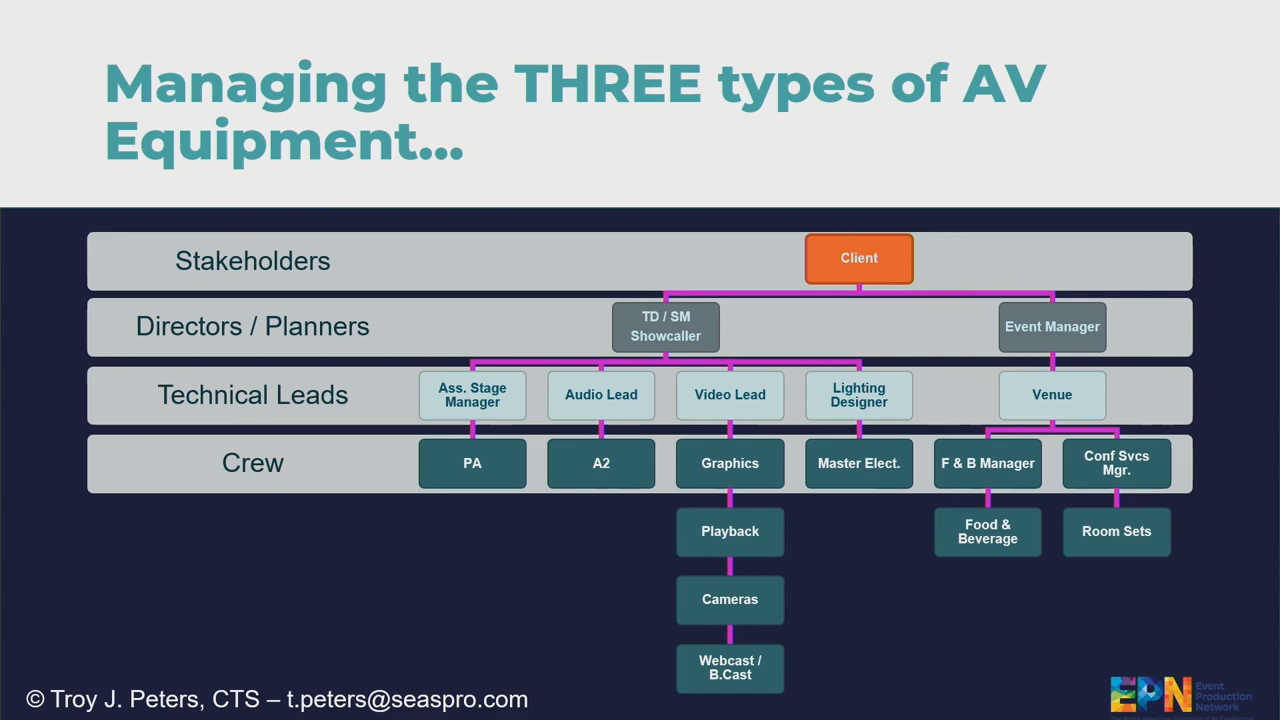 Managing the THREE types of AV
Equipment...
Stakeholders
Client
Directors / Planners
TD / SM
Showcaller
Event Manager
Technical Leads
Ass. Stage
Manager
Audio Lead
Video Lead
Lighting
Designer
Venue
Crew
PA
A2
Graphics
Master Elect.
F & B Manager
Conf Svcs
Mgr.
Playback
Food &
Beverage
Room Sets
Cameras
Webcast /
B.Cast
© Troy J. Peters, CTS – t.peters@seaspro.com
EPN
Event
Production
Network